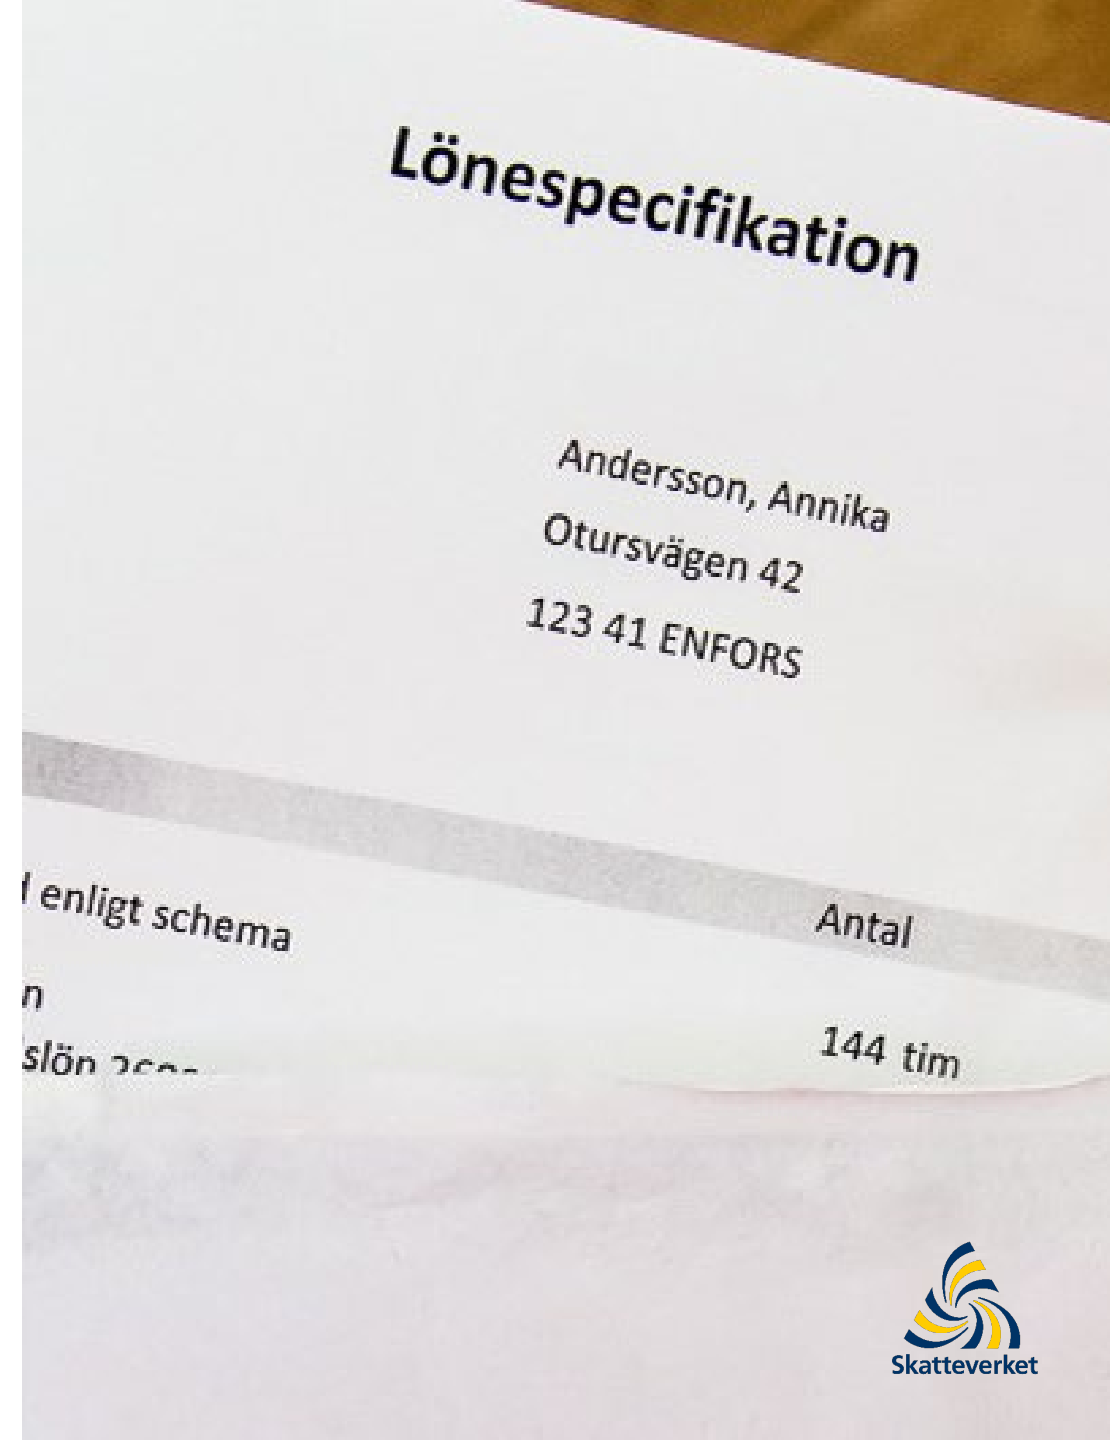 Lönespecifikation
Andersson, Annika
Otursvägen 42
123 41 ENFORS
Antal
enligt schema
144 tim
Skatteverket